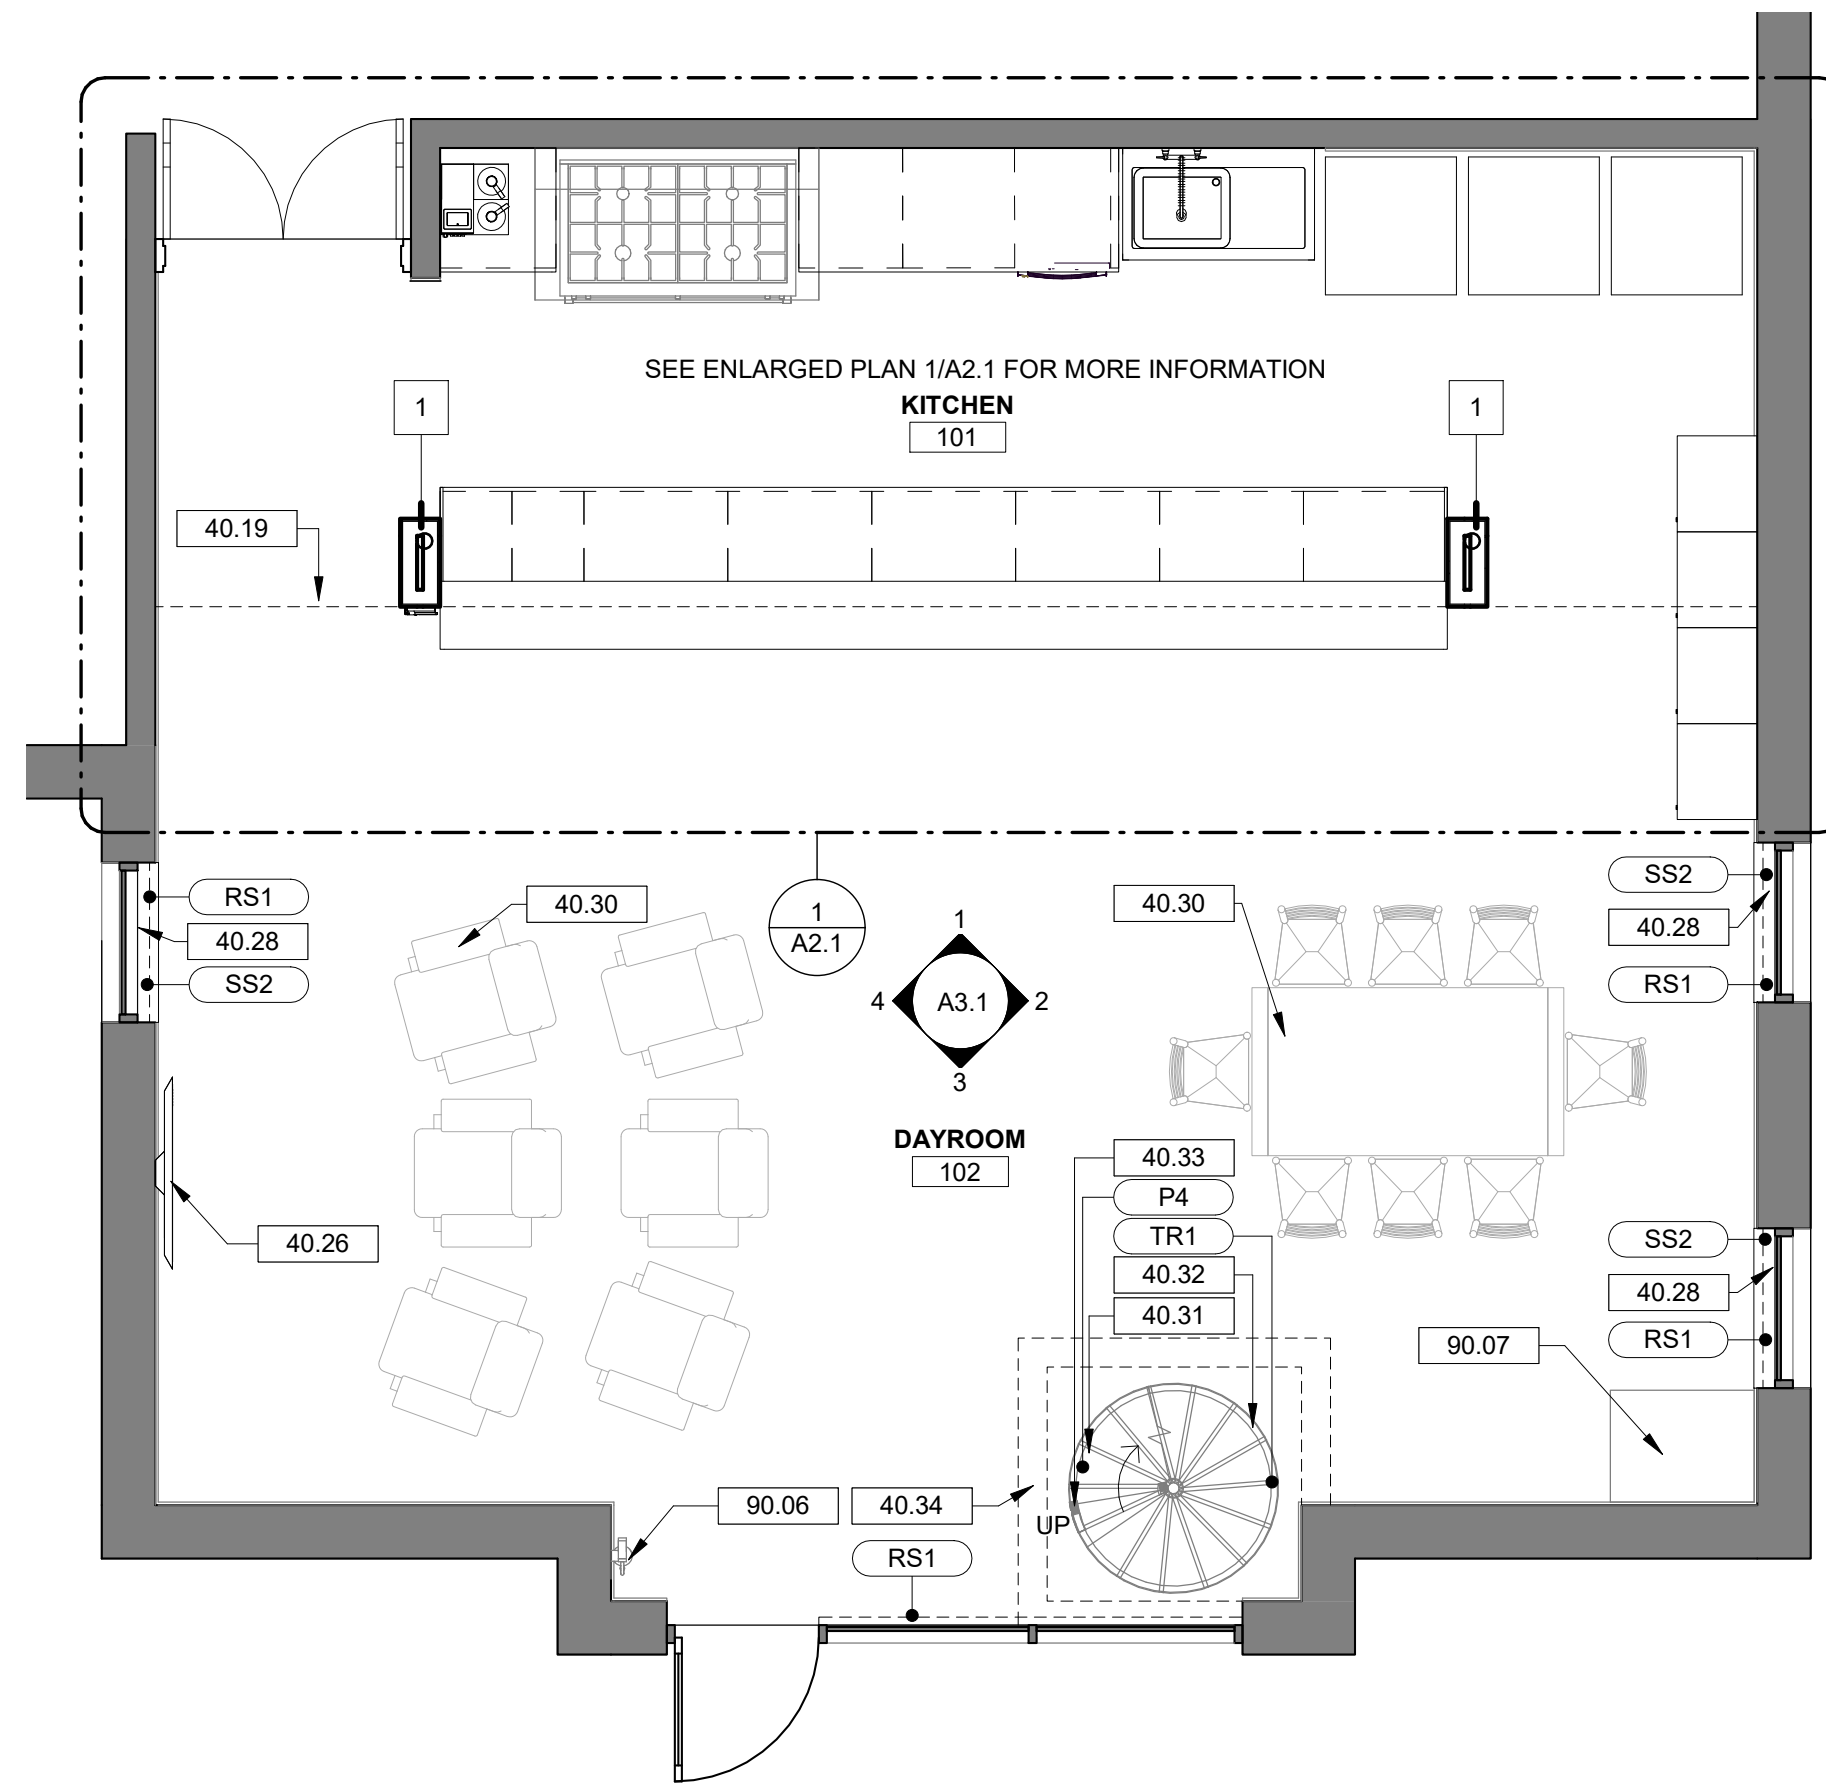 SEE ENLARGED PLAN 1/A2.1 FOR MORE INFORMATION
KITCHEN
101
1
1
40.19
RS1
40.28
SS2
40.30
1
A2.1
1
4
A3.1
2
3
40.30
SS2
40.28
RS1
DAYROOM
102
40.33
P4
TR1
40.32
40.31
40.26
SS2
40.28
RS1
90.07
90.06
40.34
UP
RS1